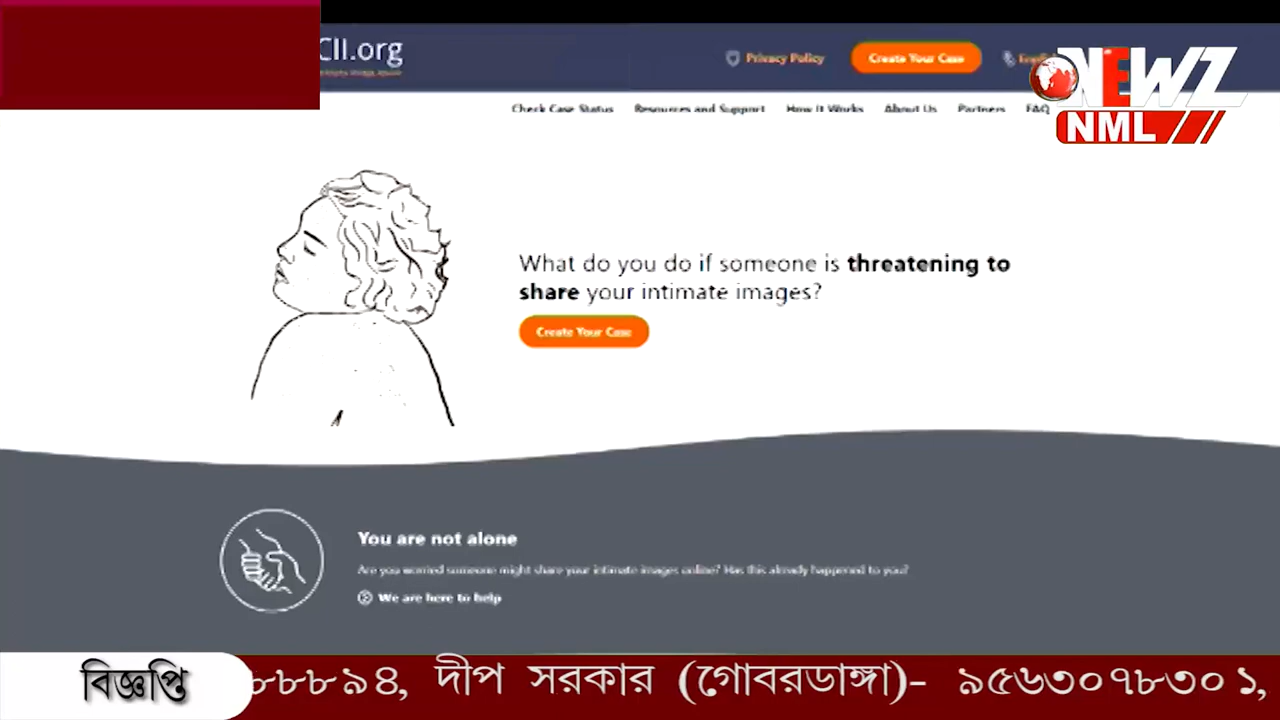 CII.org
Privacy Policy
Create Your Case
NEWZ
NML
Check Case Status
Resources and Support
How It Works
About Us
Partners
FAQ
What do you do if someone is threatening to
share your intimate images?
Create Your Case
You are not alone
Are you worried someone might share your intimate images online? Has this already happened to you?
We are here to help
বিজ্ঞপ্তি
৮৮৮৯৪, দীপ সরকার (গোবরডাঙ্গা)- ৯৫৬৩০৭৮৩০১,